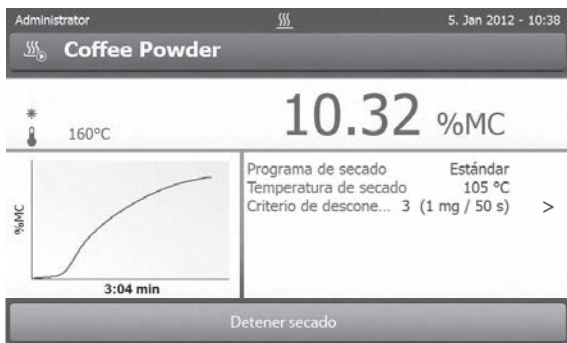 Administrator
5. Jan 2012 - 10:38
Coffee Powder
160°C
10.32 %MC
%MC
3:04 min
Programa de secado Estándar
Temperatura de secado 105 °C
Criterio de descone... 3 (1 mg / 50 s) >
Detener secado